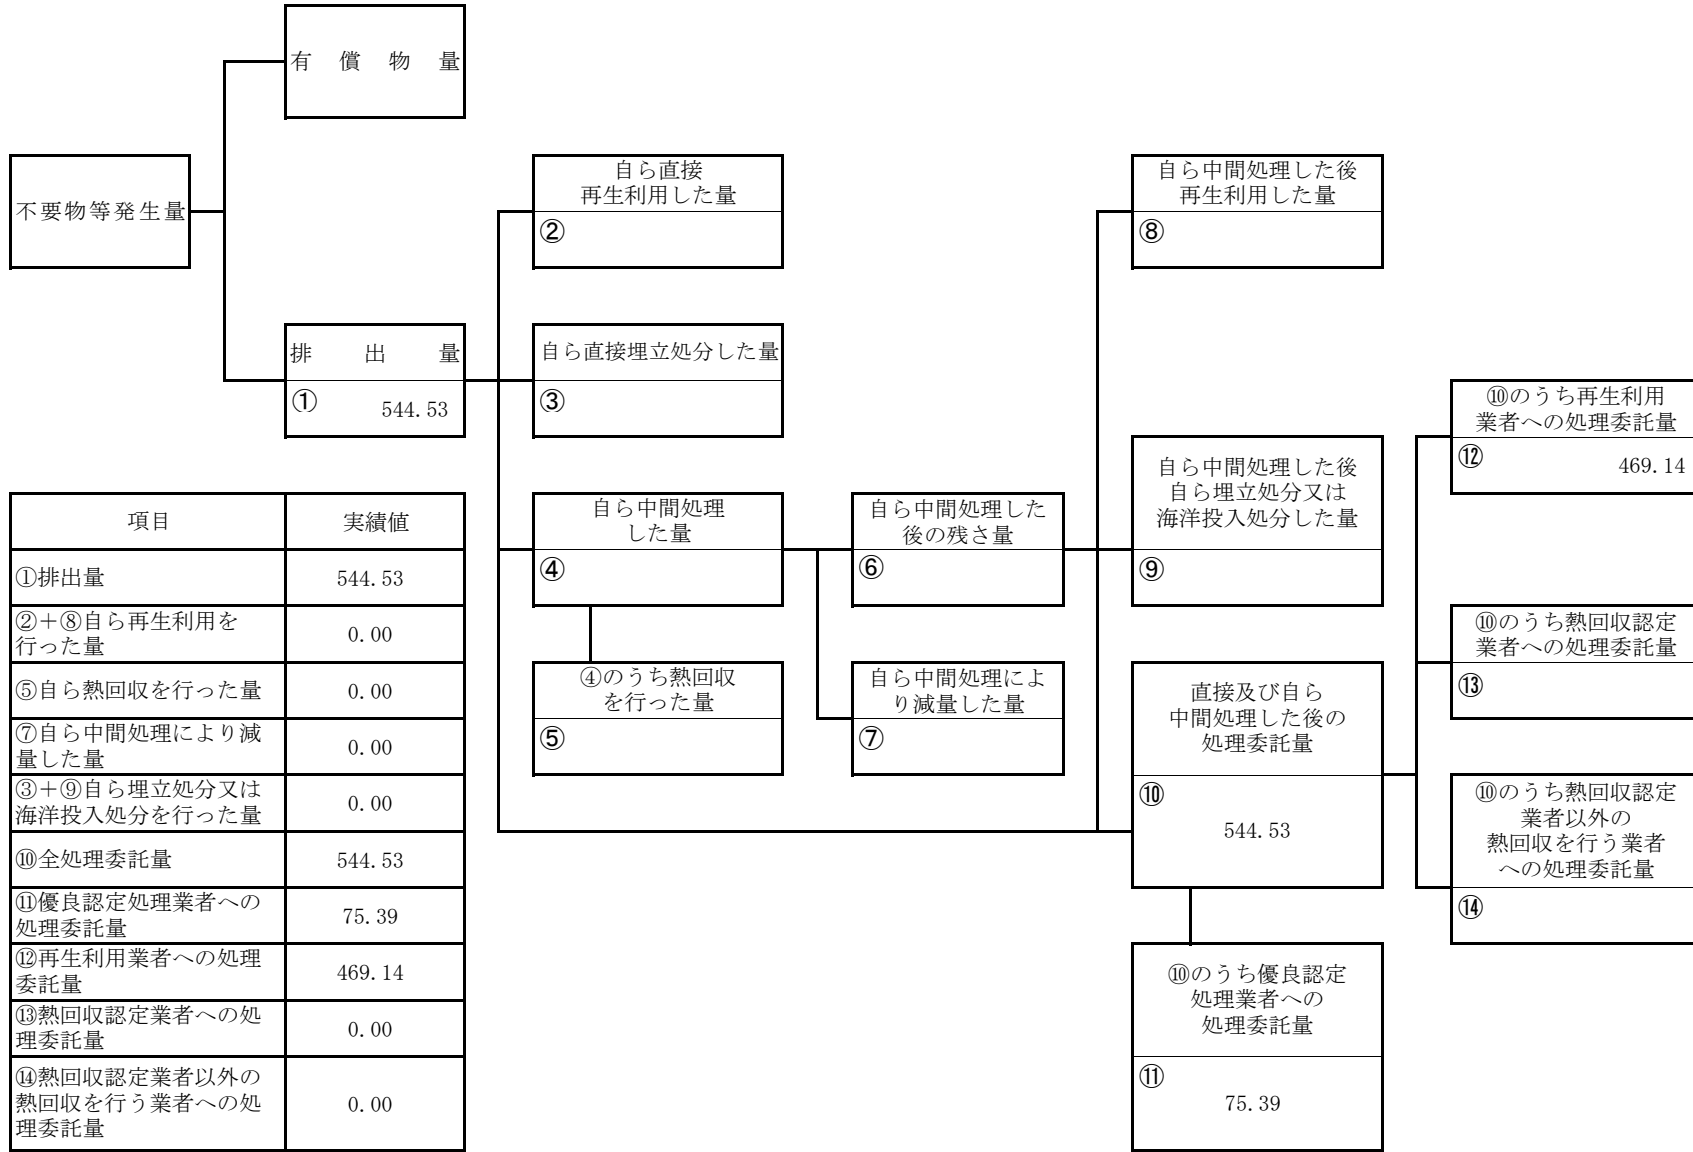 有償物量
不要物等発生量
排出量
① 544.53
自ら直接
再生利用した量
②
自ら直接埋立処分した量
③
自ら中間処理
した量
④
④のうち熱回収
を行った量
⑤
自ら中間処理した
後の残さ量
⑥
自ら中間処理によ
り減量した量
⑦
自ら中間処理した後
再生利用した量
⑧
自ら中間処理した後
自ら埋立処分又は
海洋投入処分した量
⑨
直接及び自ら
中間処理した後の
処理委託量
⑩
544.53
⑩のうち優良認定
処理業者への
処理委託量
⑪
75.39
⑩のうち再生利用
業者への処理委託量
⑫ 469.14
⑩のうち熱回収認定
業者への処理委託量
⑬
⑩のうち熱回収認定
業者以外の
熱回収を行う業者
への処理委託量
⑭
項目 実績値
①排出量 544.53
②+⑧自ら再生利用を
行った量 0.00
⑤自ら熱回収を行った量 0.00
⑦自ら中間処理により減
量した量 0.00
③+⑨自ら埋立処分又は
海洋投入処分を行った量 0.00
⑩全処理委託量 544.53
⑪優良認定処理業者への
処理委託量 75.39
⑫再生利用業者への処理
委託量 469.14
⑬熱回収認定業者への処
理委託量 0.00
⑭熱回収認定業者以外の
熱回収を行う業者への処
理委託量 0.00